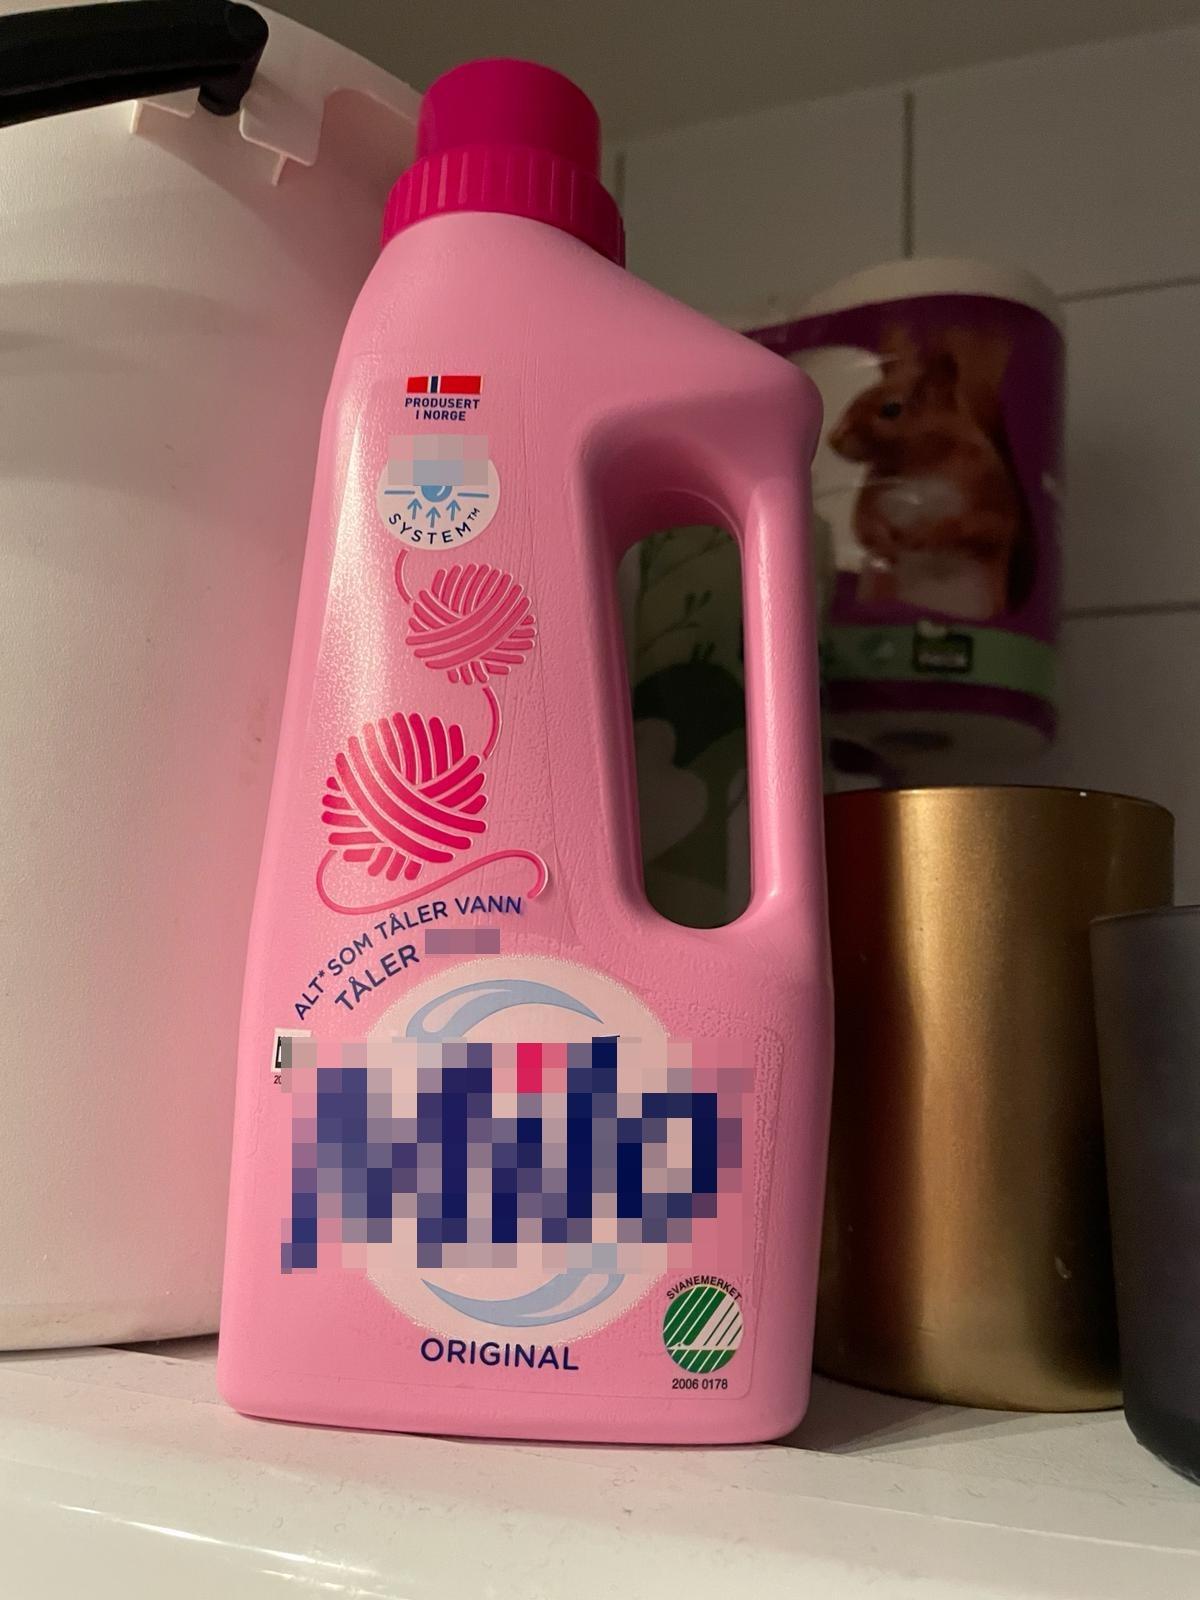 PRODUSERT
I NORGE
SYSTEM™
ALT* SOM TÅLER VANN
TÅLER
ORIGINAL
SVANEMERKET
2006 0178